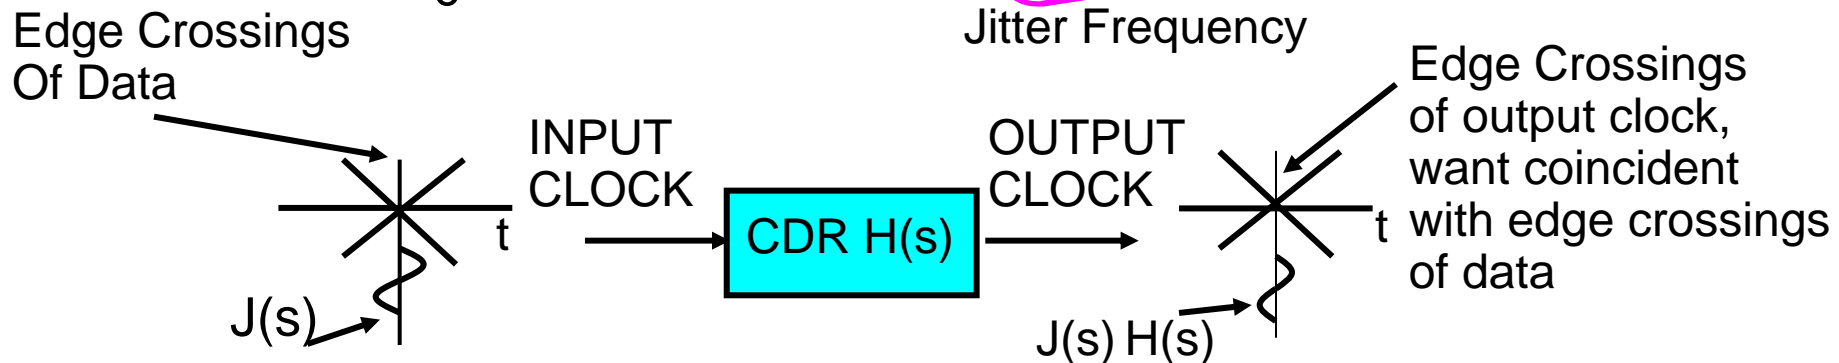 Edge Crossings
Of Data
Jitter Frequency
Edge Crossings
of output clock,
want coincident
with edge crossings
of data
INPUT
CLOCK
OUTPUT
CLOCK
CDR H(s)
t
t
J(s)
J(s) H(s)